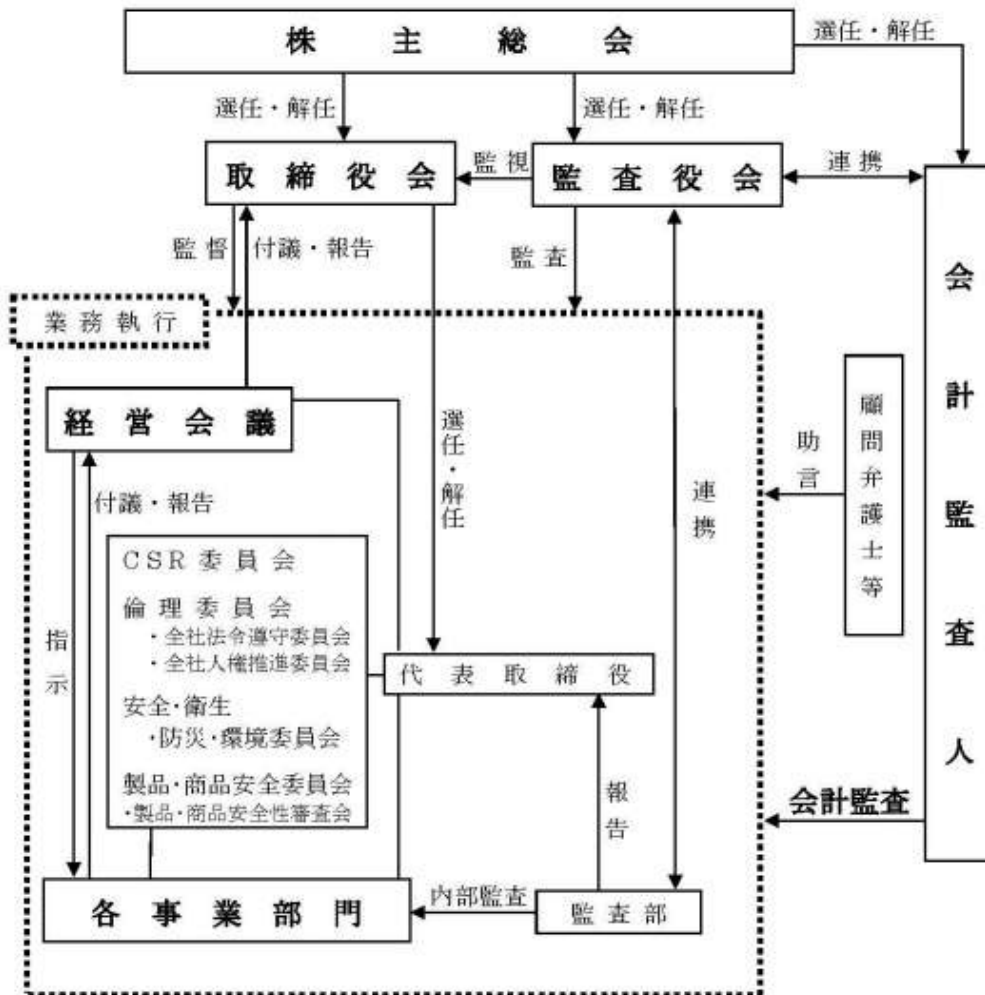 株主総会
選任・解任
選任・解任
選任・解任
取締役会
監視
監査役会
連携
監督
付議・報告
監査
会計監査人
業務執行
経営会議
選任・解任
連携
助言
顧問弁護士等
付議・報告
指示
CSR委員会
倫理委員会
・全社法令遵守委員会
・全社人権推進委員会
安全・衛生
・防災・環境委員会
製品・商品安全委員会
・製品・商品安全性審査会
代表取締役
報告
会計監査
各事業部門
内部監査
監査部